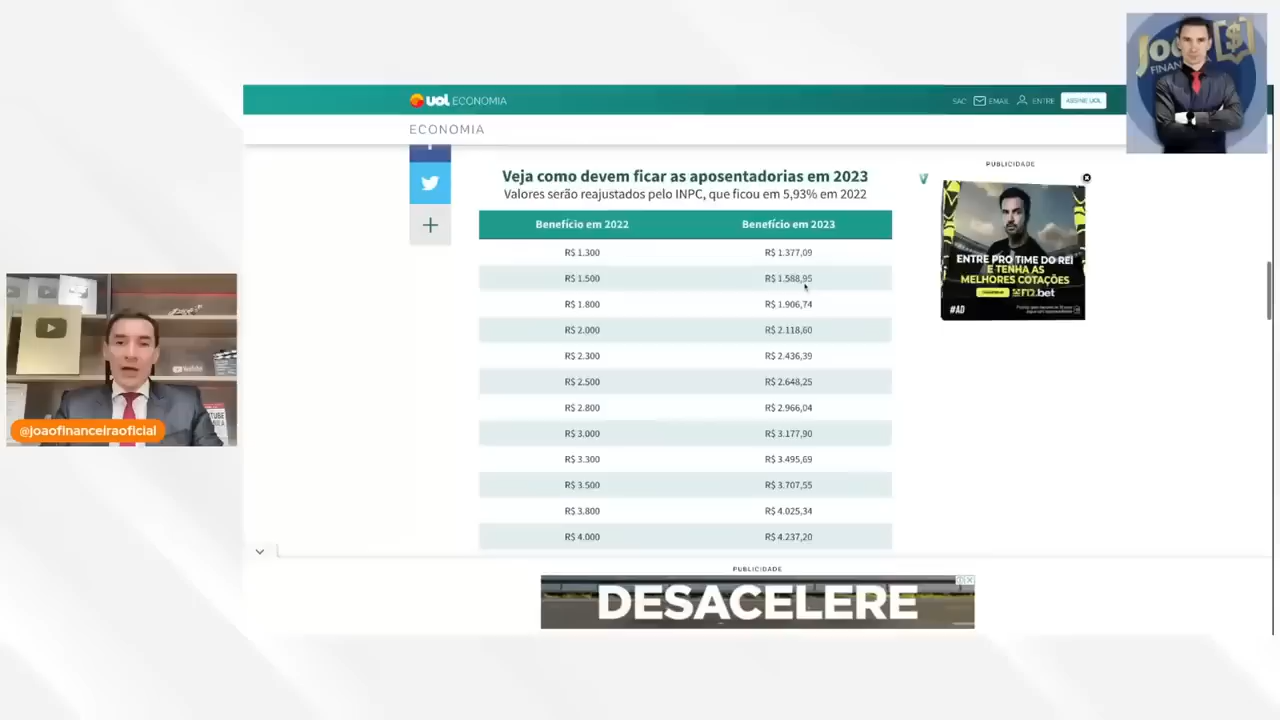 João
FINANCEIRA
uol ECONOMIA
SAC
EMAIL
ENTRE
ASSINE UOL
ECONOMIA
PUBLICIDADE
Veja como devem ficar as aposentadorias em 2023
Valores serão reajustados pelo INPC, que ficou em 5,93% em 2022
Benefício em 2022 Benefício em 2023
R$ 1.300 R$ 1.377,09
R$ 1.500 R$ 1.588,95
R$ 1.800 R$ 1.906,74
R$ 2.000 R$ 2.118,60
R$ 2.300 R$ 2.436,39
R$ 2.500 R$ 2.648,25
R$ 2.800 R$ 2.966,04
R$ 3.000 R$ 3.177,90
R$ 3.300 R$ 3.495,69
R$ 3.500 R$ 3.707,55
R$ 3.800 R$ 4.025,34
R$ 4.000 R$ 4.237,20
ENTRE PRO TIME DO REI
E TENHA AS
MELHORES COTAÇÕES
F12.bet
#AD
YouTube
@joaofinanceiraoficial
PUBLICIDADE
DESACELERE